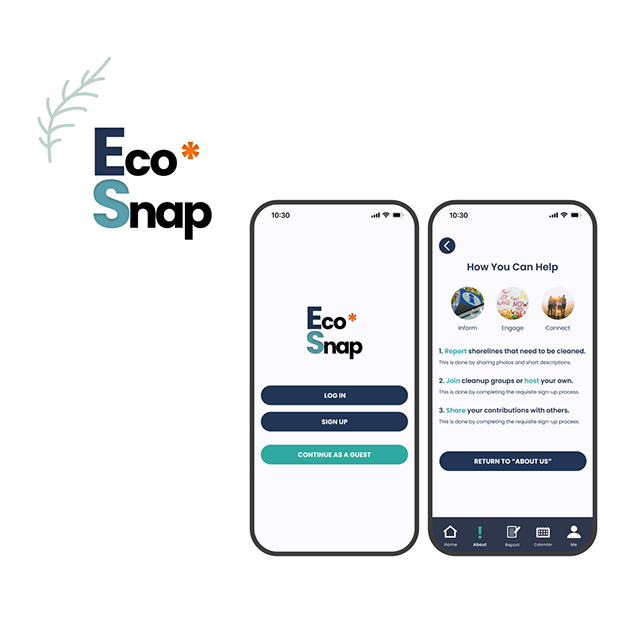 Eco*
Snap
10:30
Eco*
Snap
LOG IN
SIGN UP
CONTINUE AS A GUEST
10:30
How You Can Help
Inform
Engage
Connect
1. Report shorelines that need to be cleaned.
This is done by sharing photos and short descriptions.
2. Join cleanup groups or host your own.
This is done by completing the requisite sign-up process.
3. Share your contributions with others.
This is done by completing the requisite sign-up process.
RETURN TO “ABOUT US”
Home
About
Report
Calender
Me